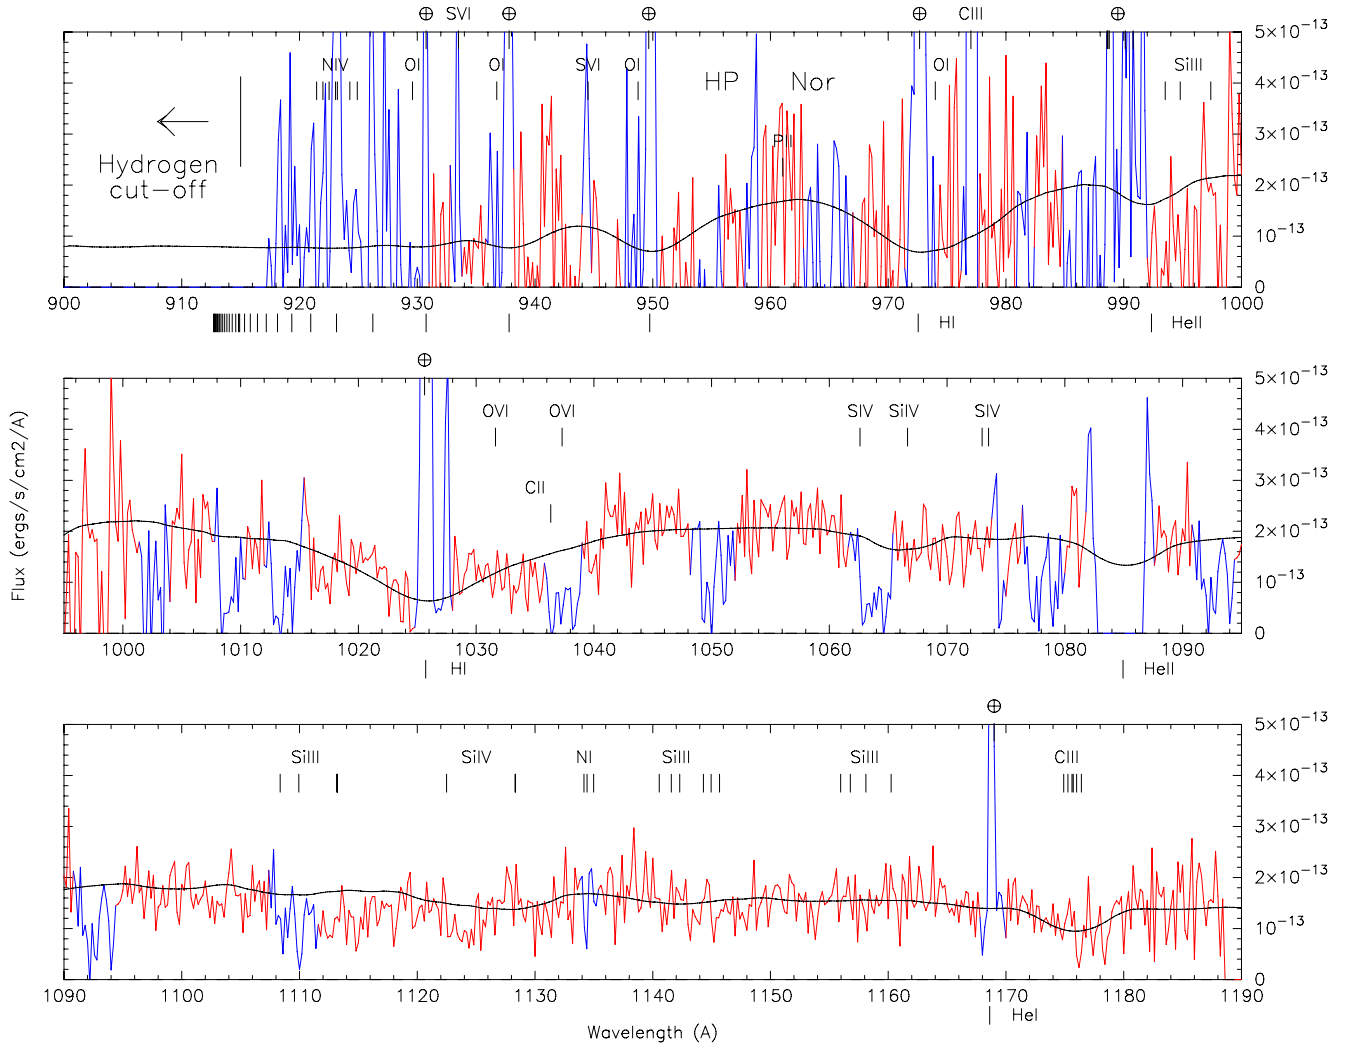 SVI CIII
NIV OI OI SVI OI HP Nor OI SiIII
PII
Hydrogen
cut-off
5×10-13
4×10-13
3×10-13
2×10-13
10-13
0
900 910 920 930 940 950 960 970 980 990 1000
HI HeII
OVI OVI SIV SiIV SIV
CII
5×10-13
4×10-13
3×10-13
2×10-13
10-13
0
Flux (ergs/s/cm2/A)
1000 1010 1020 1030 1040 1050 1060 1070 1080 1090
HI HeII
SiIII SiIV NI SiIII SiIII CIII
5×10-13
4×10-13
3×10-13
2×10-13
10-13
0
1090 1100 1110 1120 1130 1140 1150 1160 1170 1180 1190
HeI
Wavelength (A)